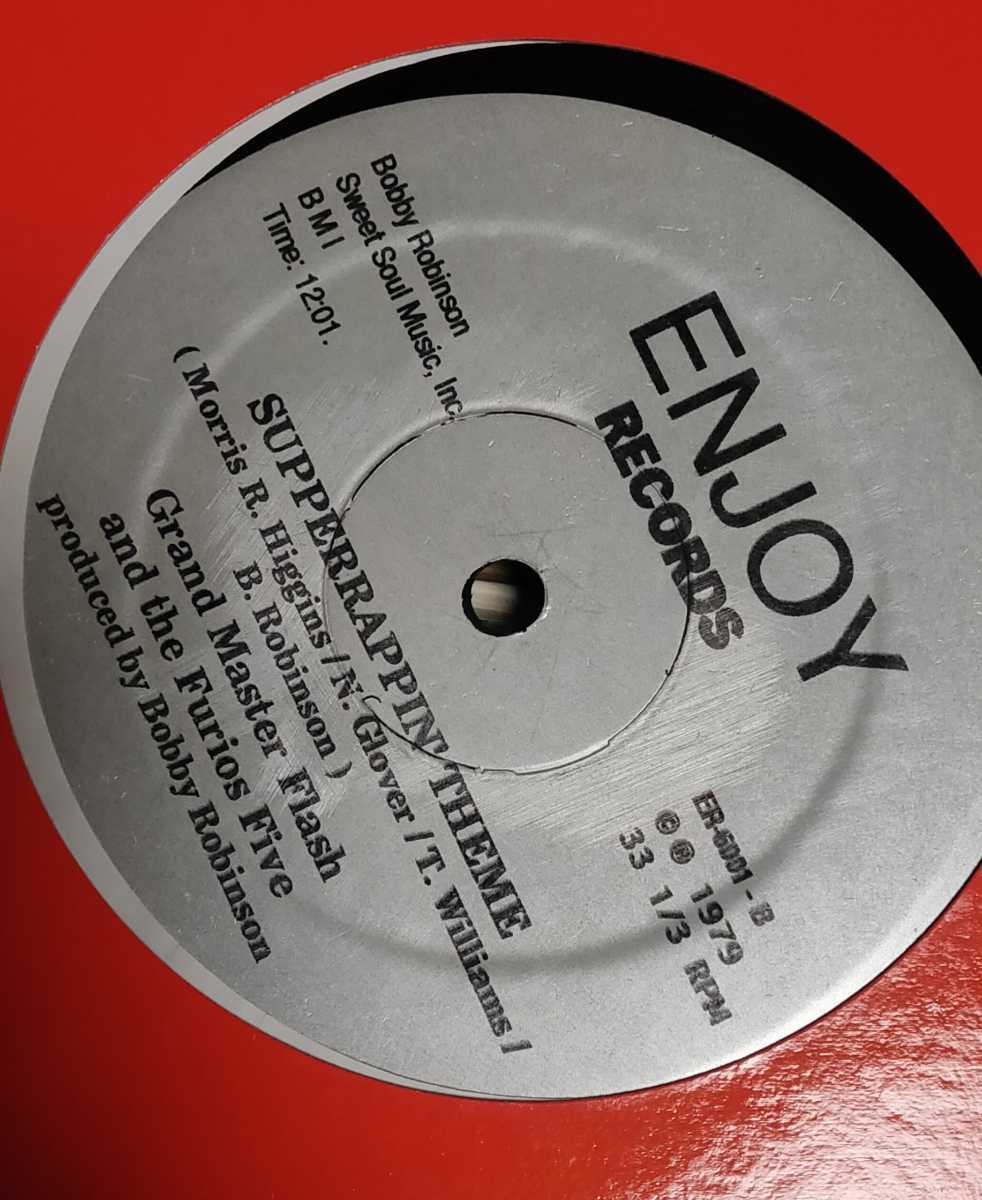 ENJOY
RECORDS
Bobby Robinson
Sweet Soul Music, Inc.
B M I
Time: 12:01.
ER-6001 - B
© ℗ 1979
33 1/3 RPM
SUPPERRAPPIN'THEME
( Morris R. Higgins / N. Glover / T. Williams /
B. Robinson )
Grand Master Flash
and the Furios Five
produced by Bobby Robinson